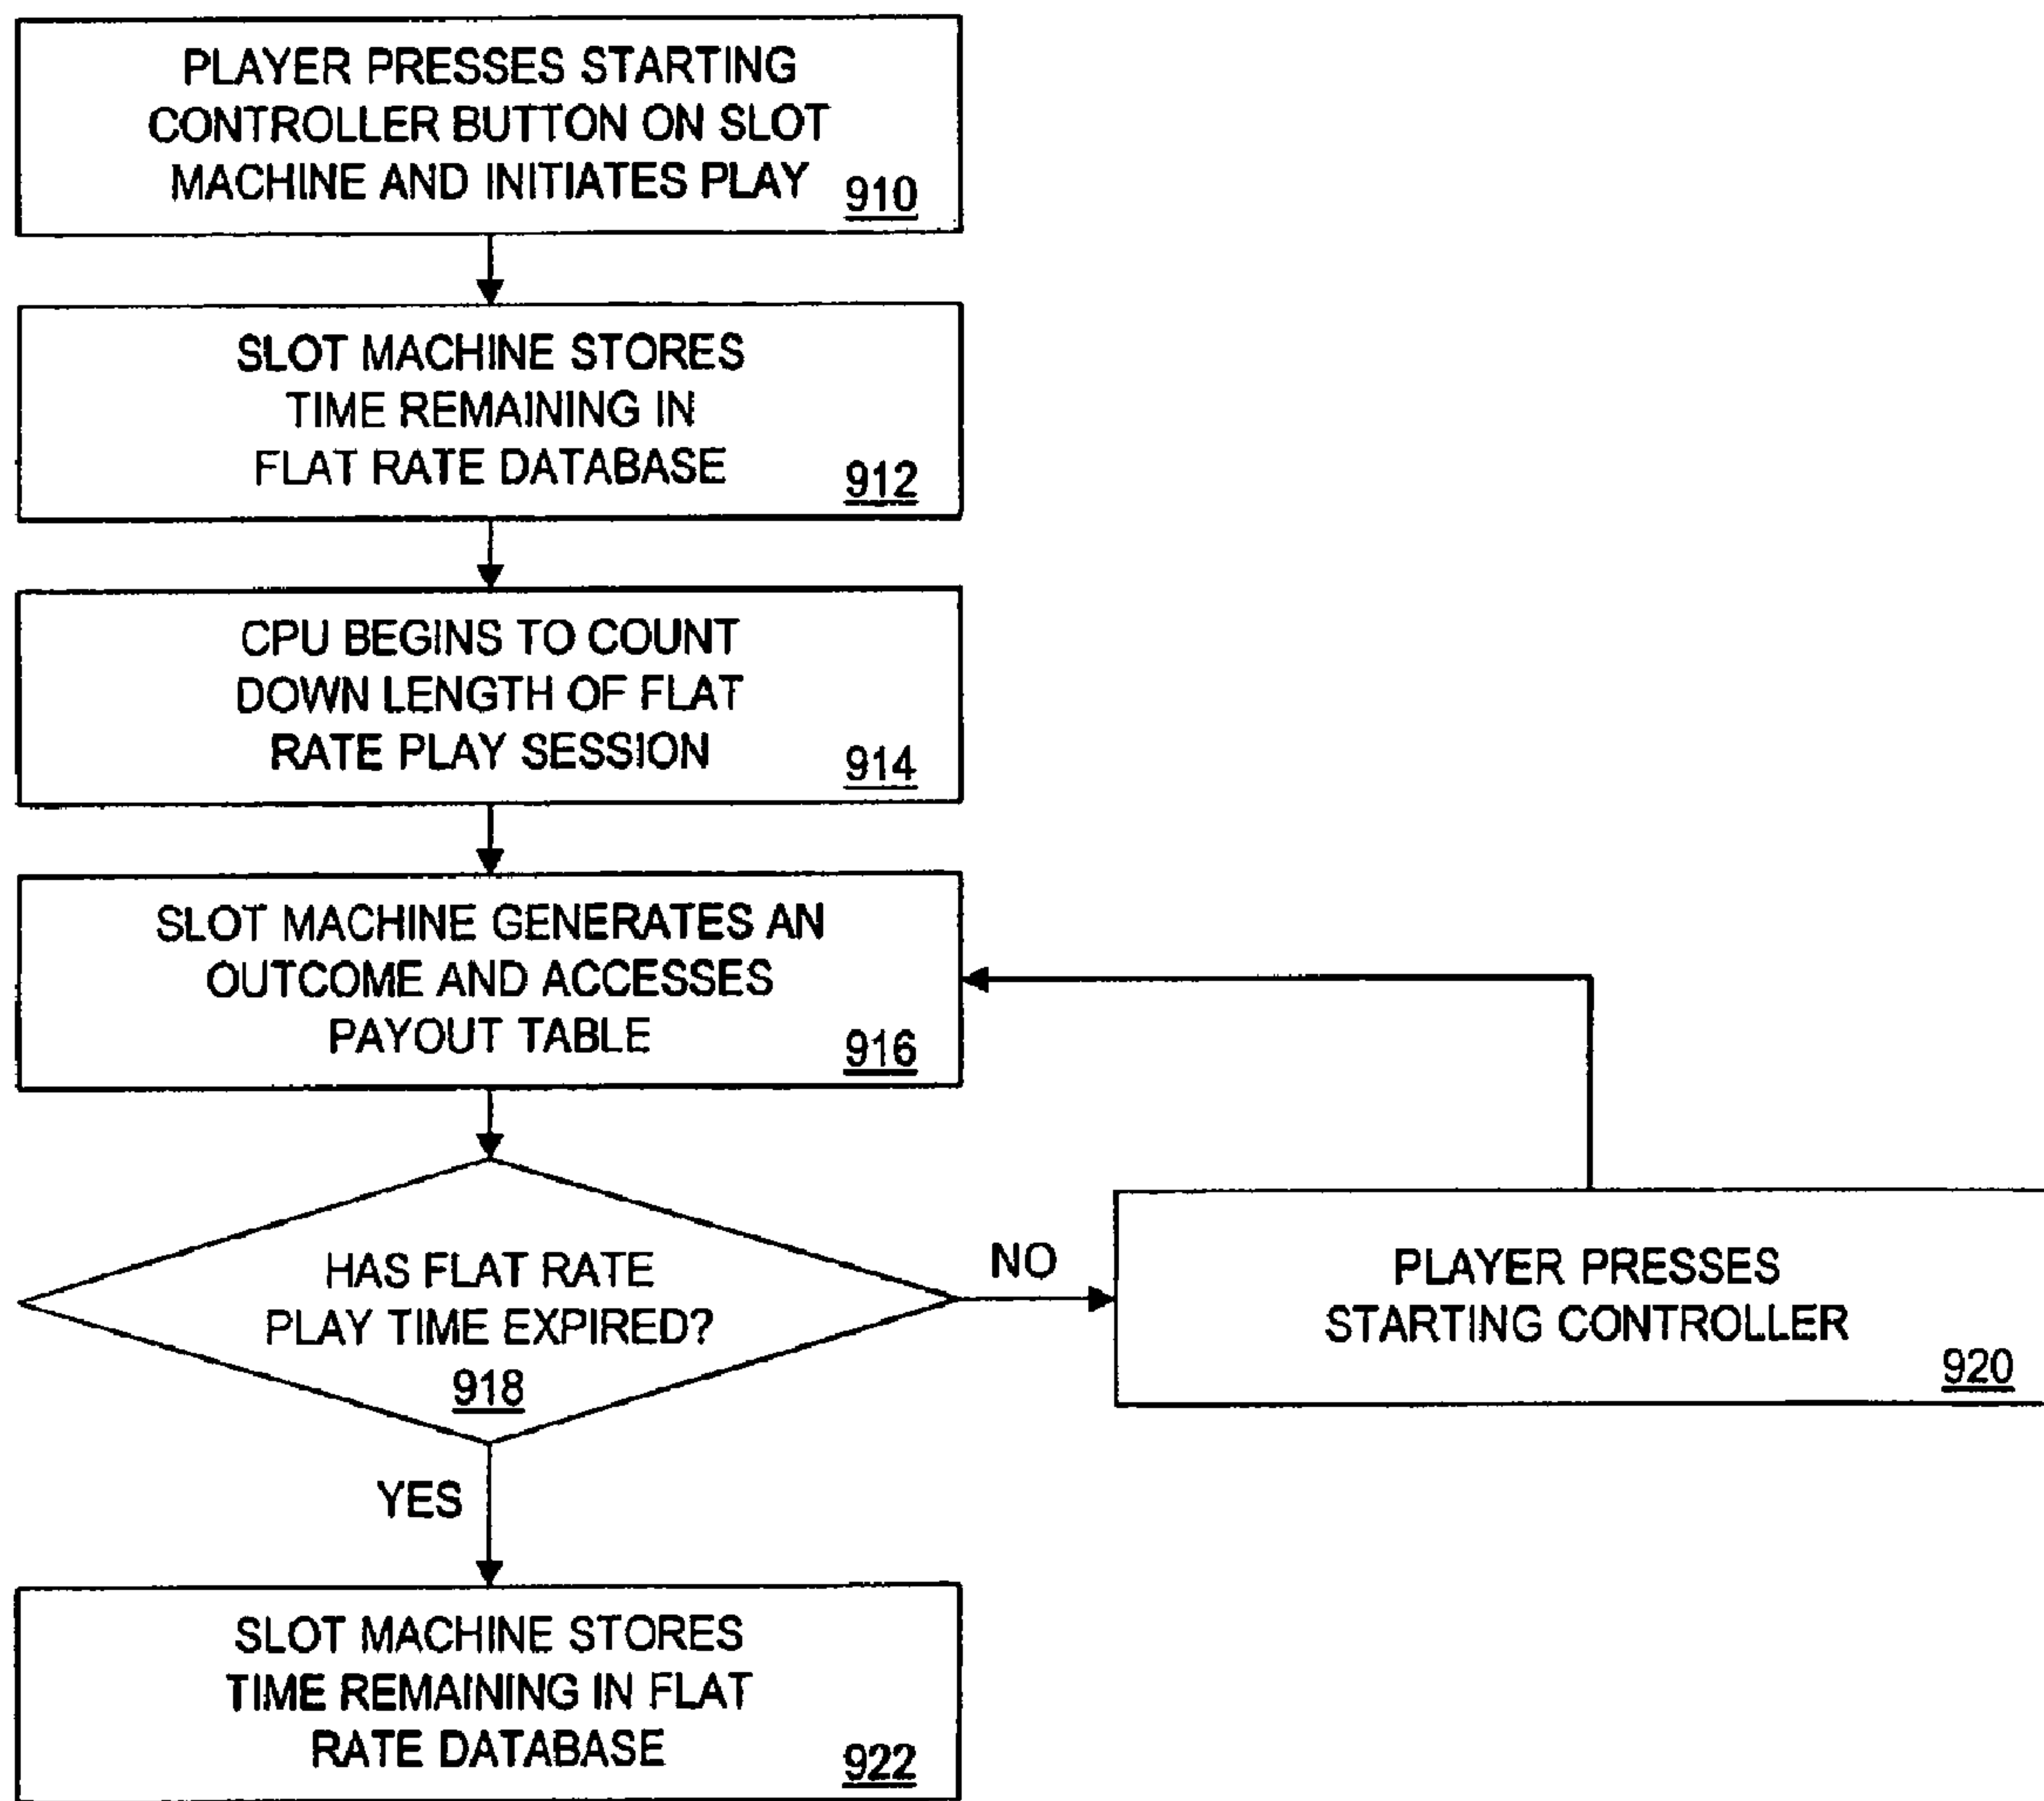 PLAYER PRESSES STARTING
CONTROLLER BUTTON ON SLOT
MACHINE AND INITIATES PLAY
910
SLOT MACHINE STORES
TIME REMAINING IN
FLAT RATE DATABASE
912
CPU BEGINS TO COUNT
DOWN LENGTH OF FLAT
RATE PLAY SESSION
914
SLOT MACHINE GENERATES AN
OUTCOME AND ACCESSES
PAYOUT TABLE
916
HAS FLAT RATE
PLAY TIME EXPIRED?
918
NO
PLAYER PRESSES
STARTING CONTROLLER
920
YES
SLOT MACHINE STORES
TIME REMAINING IN FLAT
RATE DATABASE
922